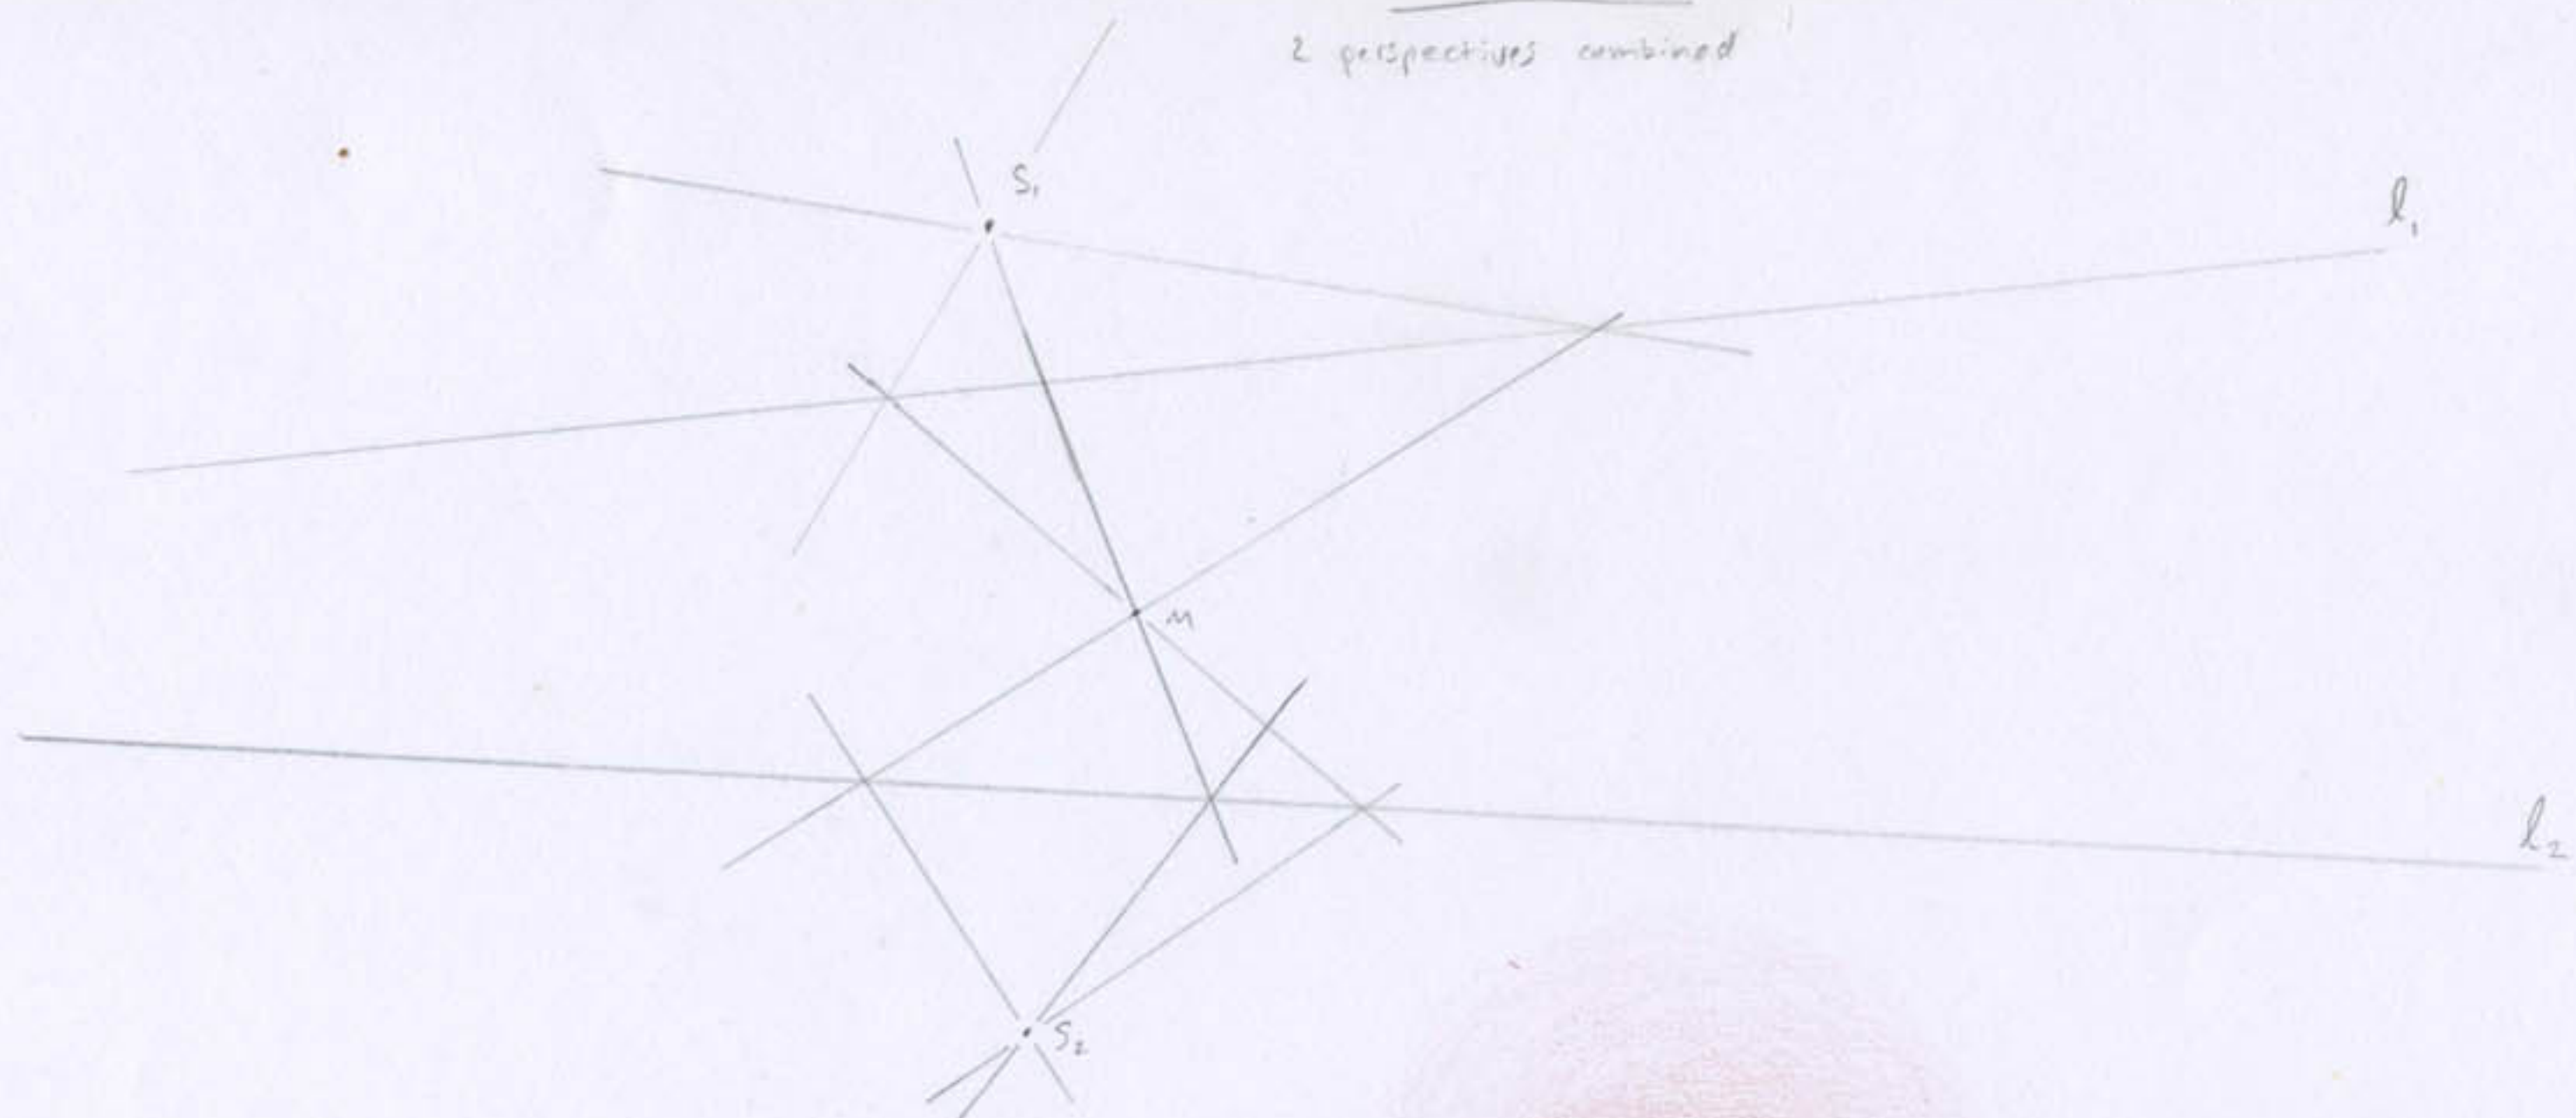 2 perspectives combined
S₁
l₁
M
l₂
S₂